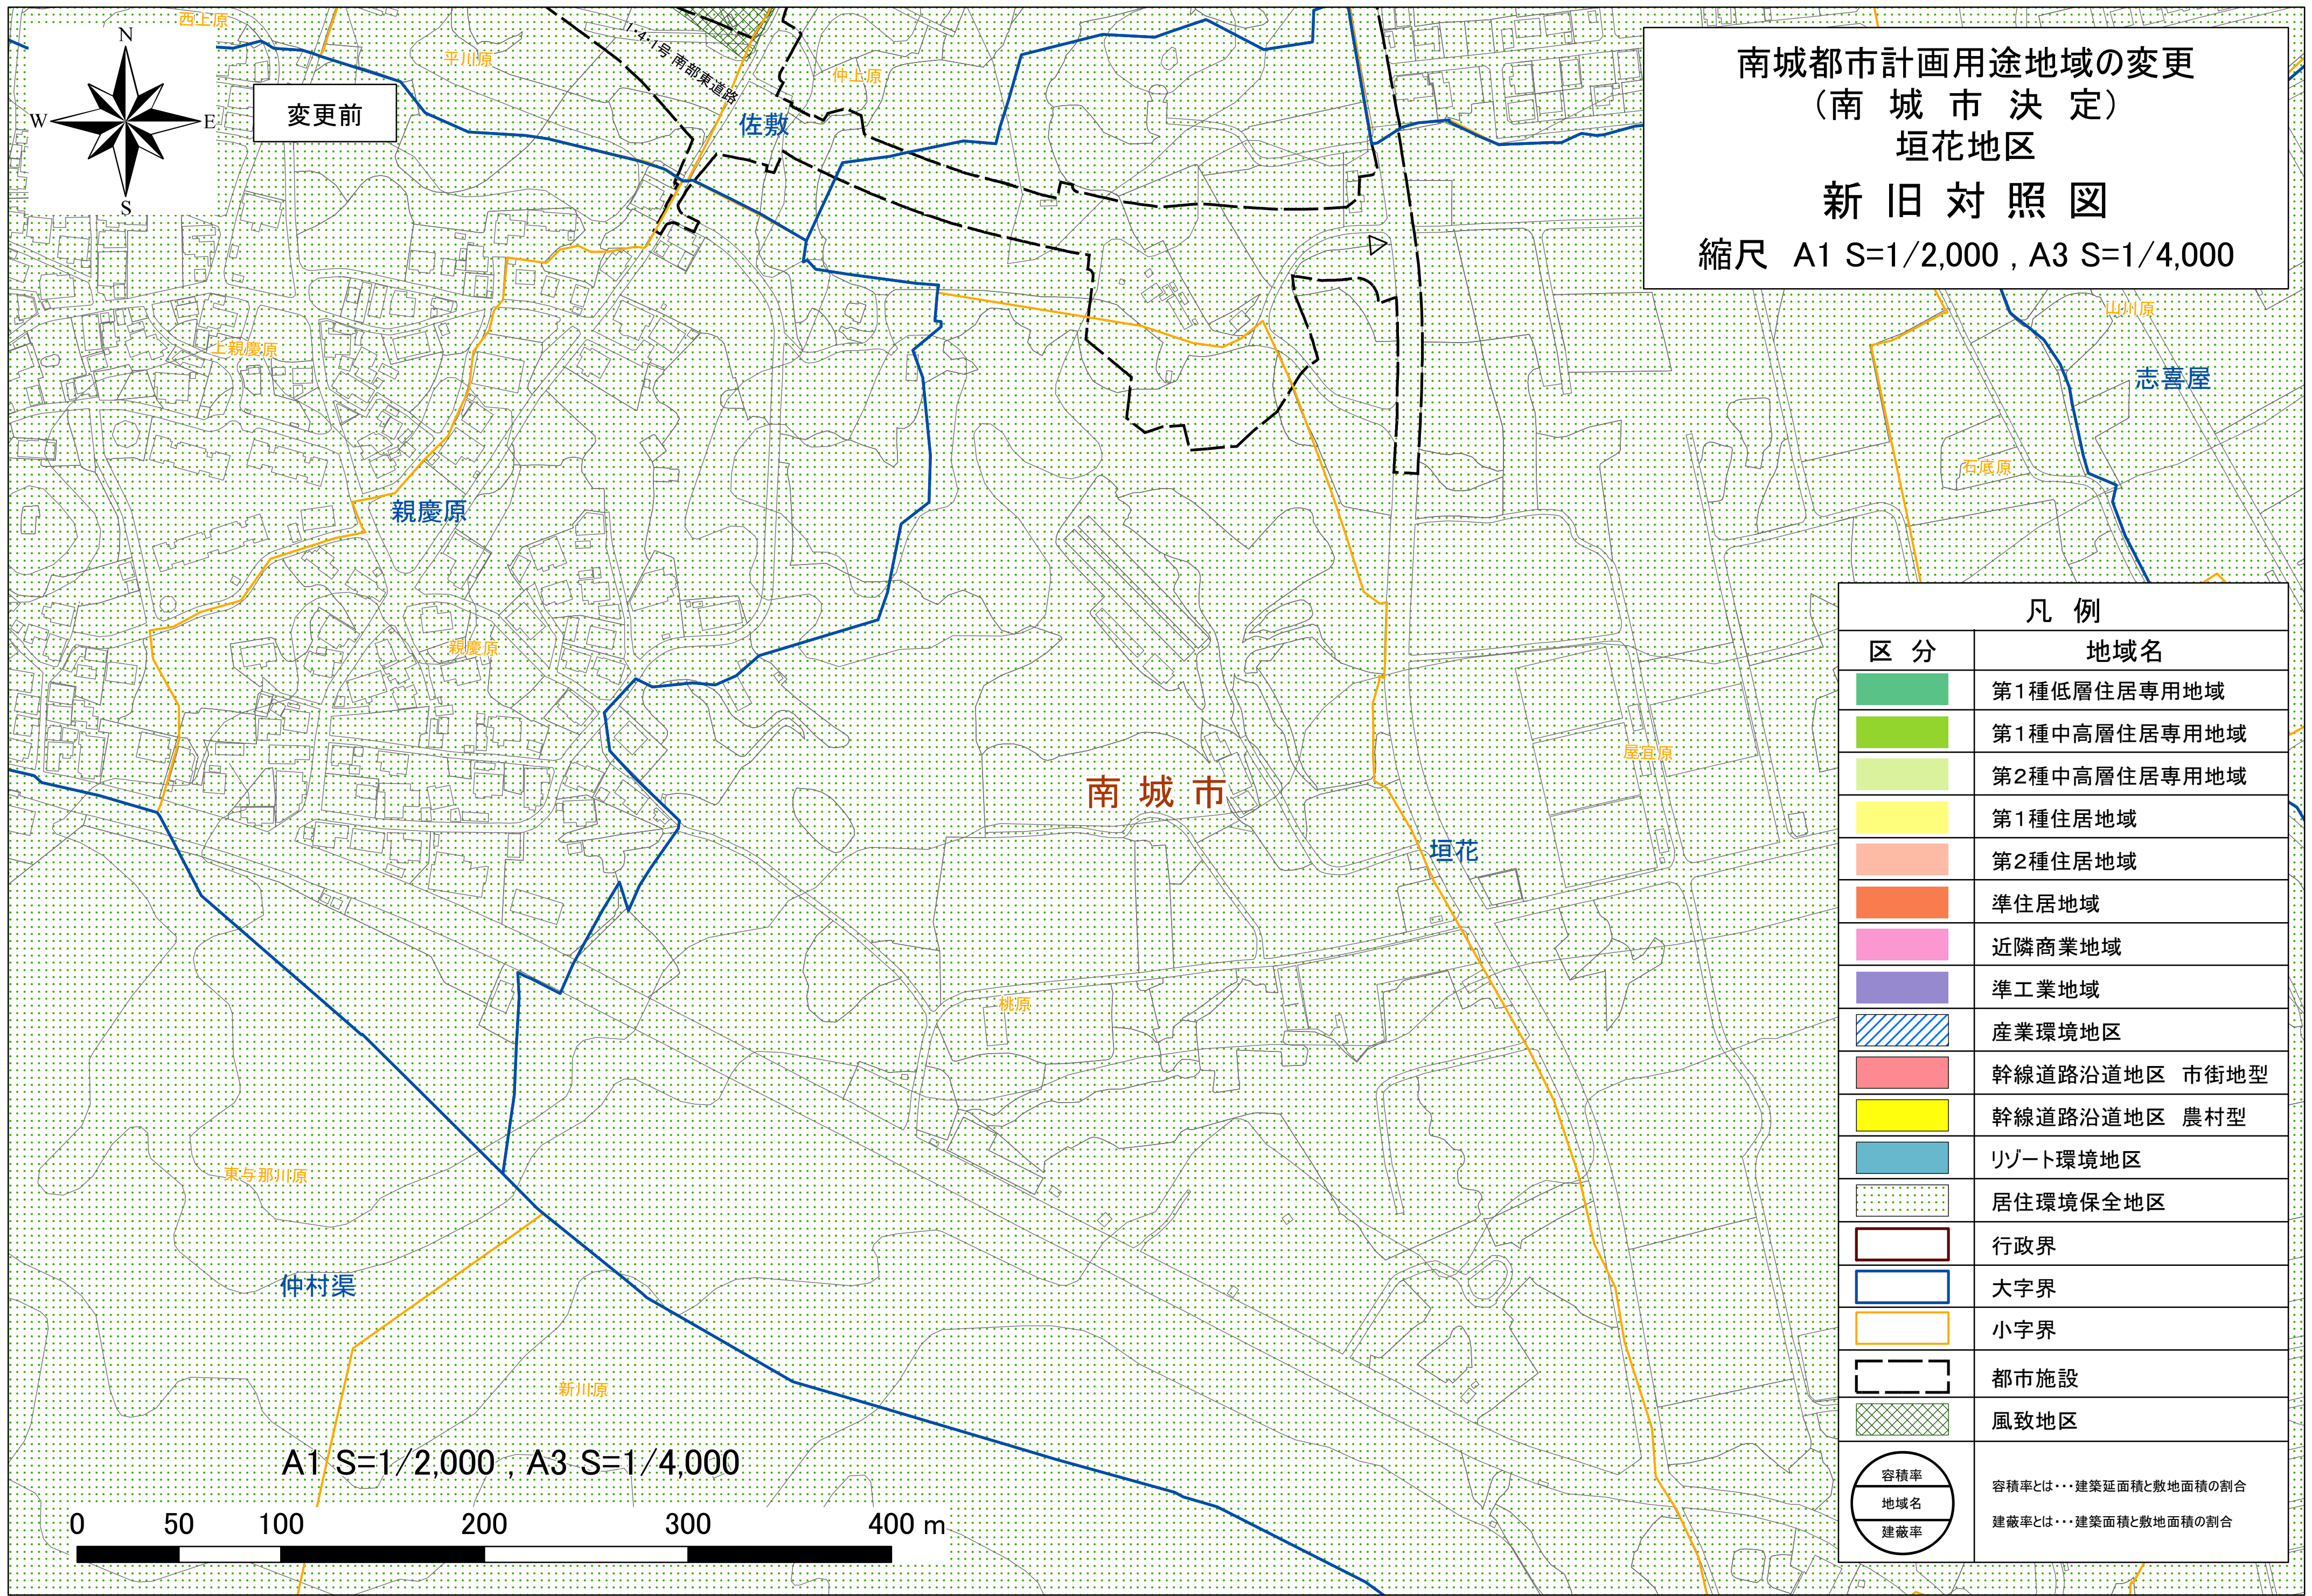 西上原
平川原
1・4・1号 南部東道路
仲上原
佐敷
N
W
E
S
変更前
南城都市計画用途地域の変更
（南 城 市 決 定）
垣花地区
新 旧 対 照 図
縮尺 A1 S=1/2,000 , A3 S=1/4,000
山川原
志喜屋
上親慶原
石底原
親慶原
親慶原
屋宜原
南 城 市
垣花
桃原
東与那川原
仲村渠
新川原
凡 例
区 分 地域名
第1種低層住居専用地域
第1種中高層住居専用地域
第2種中高層住居専用地域
第1種住居地域
第2種住居地域
準住居地域
近隣商業地域
準工業地域
産業環境地区
幹線道路沿道地区 市街地型
幹線道路沿道地区 農村型
リゾート環境地区
居住環境保全地区
行政界
大字界
小字界
都市施設
風致地区
容積率
地域名
建蔽率
容積率とは・・・建築延面積と敷地面積の割合
建蔽率とは・・・建築面積と敷地面積の割合
A1 S=1/2,000 , A3 S=1/4,000
0 50 100 200 300 400 m